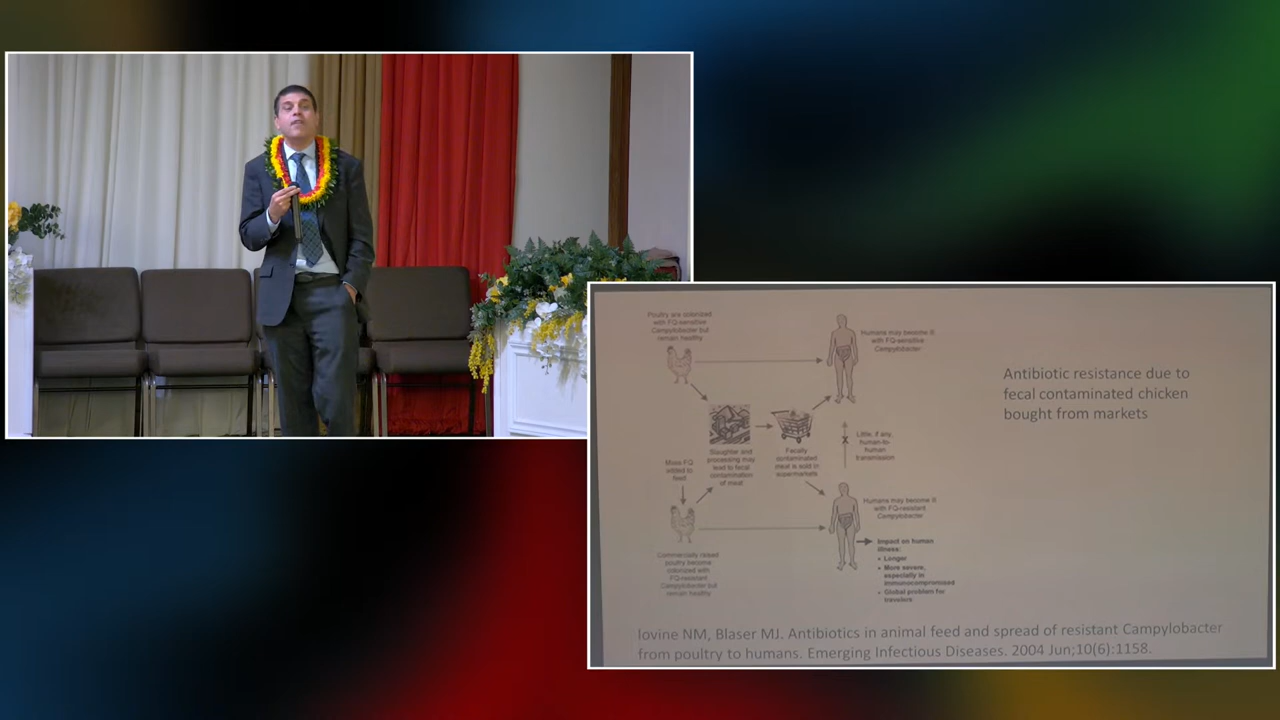 Poultry are colonized
with FQ-sensitive
Campylobacter but
remain healthy
Humans may become ill
with FQ-sensitive
Campylobacter
Antibiotic resistance due to
fecal contaminated chicken
bought from markets
Slaughter and
processing may
lead to fecal
contamination
of meat
Fecally
contaminated
meat is sold in
supermarkets
X
Little, if any,
human-to-
human
transmission
More FQ
added to
feed
Humans may become ill
with FQ-resistant
Campylobacter
Commercially raised
poultry become
colonized with
FQ-resistant
Campylobacter but
remain healthy
Impact on human
illness:
• Longer
• More severe,
especially in
immunocompromised
• Global problem for
travelers
Iovine NM, Blaser MJ. Antibiotics in animal feed and spread of resistant Campylobacter
from poultry to humans. Emerging Infectious Diseases. 2004 Jun;10(6):1158.